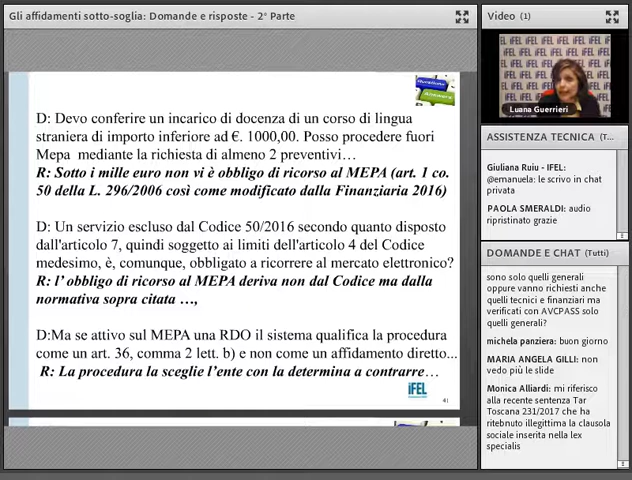 Gli affidamenti sotto-soglia: Domande e risposte - 2° Parte
D: Devo conferire un incarico di docenza di un corso di lingua
straniera di importo inferiore ad €. 1000,00. Posso procedere fuori
Mepa mediante la richiesta di almeno 2 preventivi…
R: Sotto i mille euro non vi è obbligo di ricorso al MEPA (art. 1 co.
50 della L. 296/2006 così come modificato dalla Finanziaria 2016)
D: Un servizio escluso dal Codice 50/2016 secondo quanto disposto
dall'articolo 7, quindi soggetto ai limiti dell'articolo 4 del Codice
medesimo, è, comunque, obbligato a ricorrere al mercato elettronico?
R: l' obbligo di ricorso al MEPA deriva non dal Codice ma dalla
normativa sopra citata …,
D:Ma se attivo sul MEPA una RDO il sistema qualifica la procedura
come un art. 36, comma 2 lett. b) e non come un affidamento diretto...
R: La procedura la sceglie l'ente con la determina a contrarre…
iFEL
41
Video (1)
Luana Guerrieri
ASSISTENZA TECNICA (T...
Giuliana Ruiu - IFEL:
@emanuela: le scrivo in chat
privata
PAOLA SMERALDI: audio
ripristinato grazie
DOMANDE E CHAT (Tutti)
sono solo quelli generali
oppure vanno richiesti anche
quelli tecnici e finanziari ma
verificati con AVCPASS solo
quelli generali?
michela panziera: buon giorno
MARIA ANGELA GILLI: non
vedo più le slide
Monica Alliardi: mi riferisco
alla recente sentenza Tar
Toscana 231/2017 che ha
ritebnuto illegittima la clausola
sociale inserita nella lex
specialis